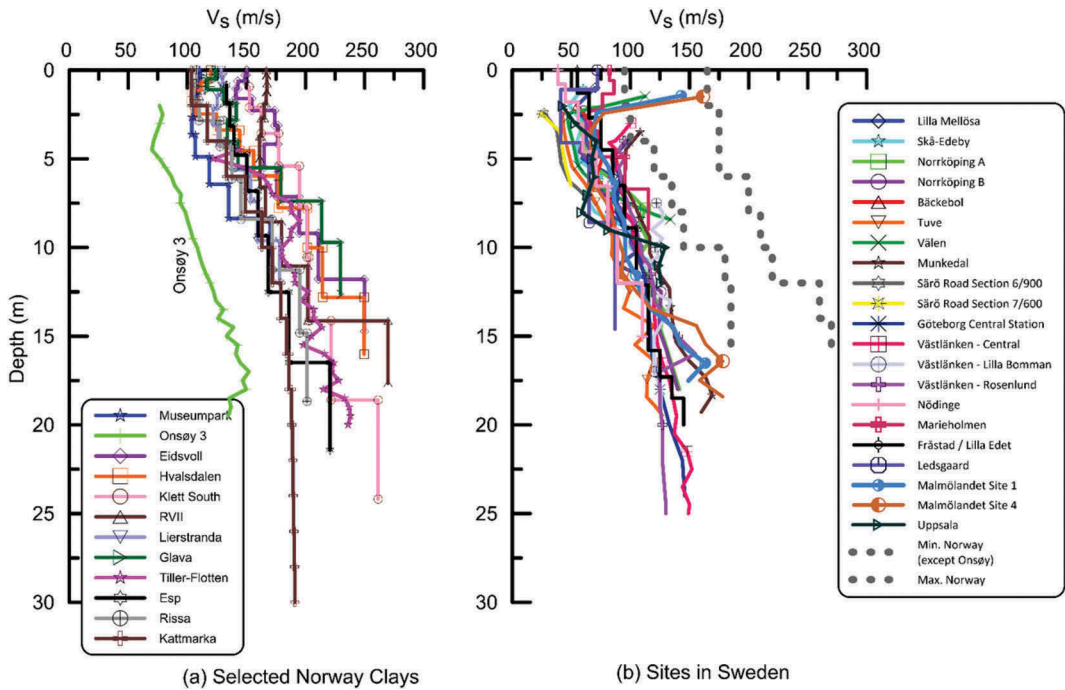 Vs (m/s)
0 50 100 150 200 250 300
0
5
10
15
20
25
30
Depth (m)
Onsøy 3
Museumpark
Onsøy 3
Eidsvoll
Hvalsdalen
Klett South
RVII
Lierstranda
Glava
Tiller-Flotten
Esp
Rissa
Kattmarka
(a) Selected Norway Clays
Vs (m/s)
0 50 100 150 200 250 300
0
5
10
15
20
25
30
Lilla Mellösa
Skå-Edeby
Norrköping A
Norrköping B
Bäckebol
Tuve
Välen
Munkedal
Särö Road Section 6/900
Särö Road Section 7/600
Göteborg Central Station
Västlänken - Central
Västlänken - Lilla Bomman
Västlänken - Rosenlund
Nödinge
Marieholmen
Fråstad / Lilla Edet
Ledsgaard
Malmölandet Site 1
Malmölandet Site 4
Uppsala
Min. Norway
(except Onsøy)
Max. Norway
(b) Sites in Sweden